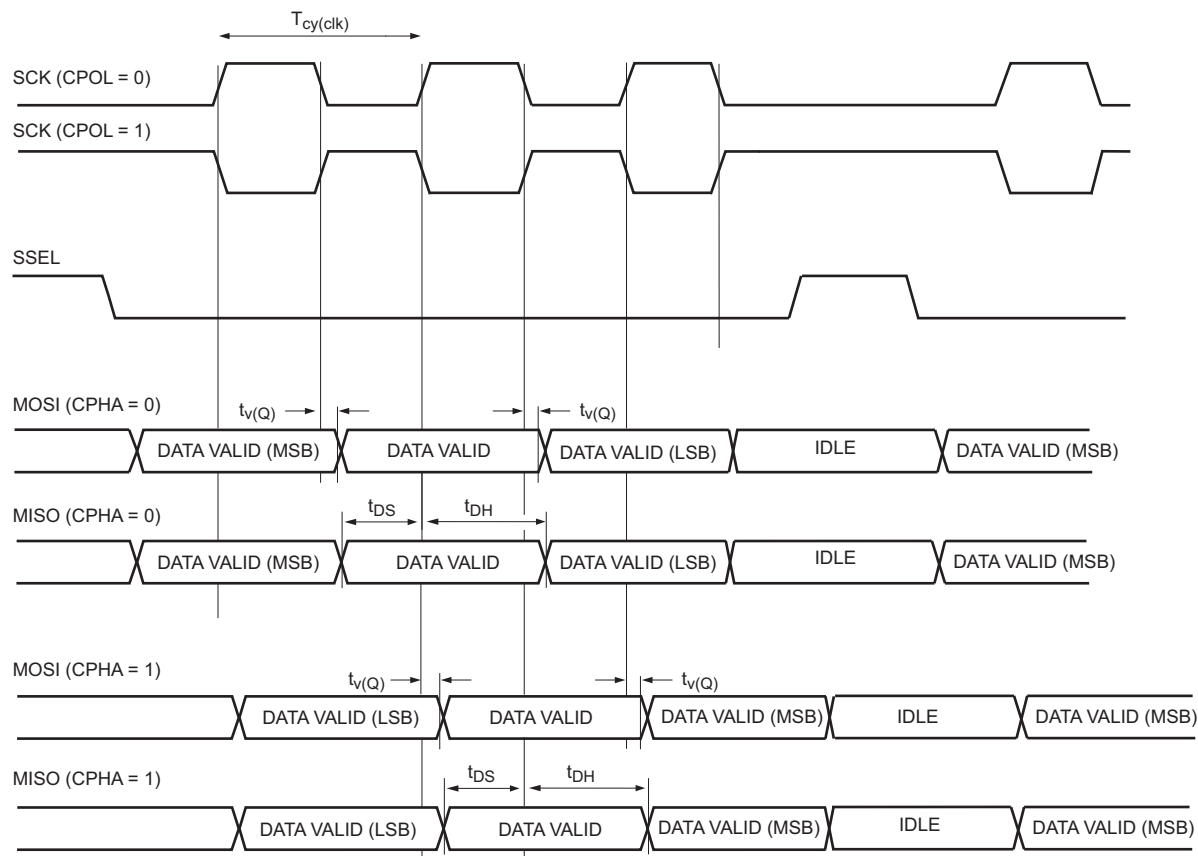 Tcy(clk)
SCK (CPOL = 0)
SCK (CPOL = 1)
SSEL
MOSI (CPHA = 0)
tv(Q) tv(Q)
DATA VALID (MSB) DATA VALID DATA VALID (LSB) IDLE DATA VALID (MSB)
tDS tDH
MISO (CPHA = 0)
DATA VALID (MSB) DATA VALID DATA VALID (LSB) IDLE DATA VALID (MSB)
MOSI (CPHA = 1)
tv(Q) tv(Q)
DATA VALID (LSB) DATA VALID DATA VALID (MSB) IDLE DATA VALID (MSB)
tDS tDH
MISO (CPHA = 1)
DATA VALID (LSB) DATA VALID DATA VALID (MSB) IDLE DATA VALID (MSB)